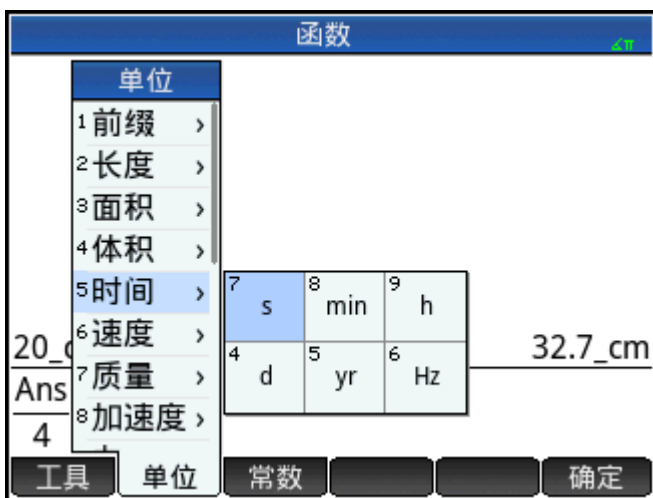 函数
∡π
单位
1 前缀 >
2 长度 >
3 面积 >
4 体积 >
5 时间 >
6 速度 >
7 质量 >
8 加速度 >
7 s 8 min 9 h
4 d 5 yr 6 Hz
20_c
32.7_cm
Ans
4
工具 单位 常数 确定